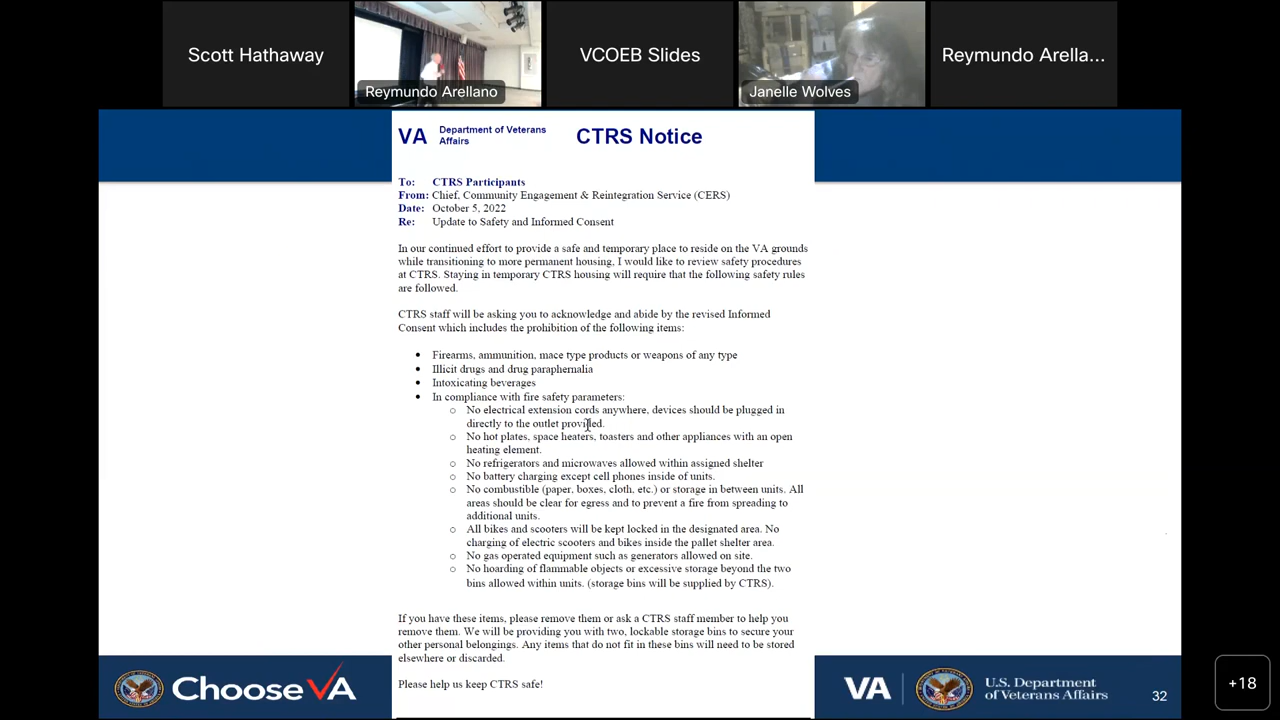 Scott Hathaway
Reymundo Arellano
VCOEB Slides
Janelle Wolves
Reymundo Arella...
VA Department of Veterans
Affairs
CTRS Notice
To: CTRS Participants
From: Chief, Community Engagement & Reintegration Service (CERS)
Date: October 5, 2022
Re: Update to Safety and Informed Consent
In our continued effort to provide a safe and temporary place to reside on the VA grounds
while transitioning to more permanent housing, I would like to review safety procedures
at CTRS. Staying in temporary CTRS housing will require that the following safety rules
are followed.
CTRS staff will be asking you to acknowledge and abide by the revised Informed
Consent which includes the prohibition of the following items:
• Firearms, ammunition, mace type products or weapons of any type
• Illicit drugs and drug paraphernalia
• Intoxicating beverages
• In compliance with fire safety parameters:
o No electrical extension cords anywhere, devices should be plugged in
directly to the outlet provided.
o No hot plates, space heaters, toasters and other appliances with an open
heating element.
o No refrigerators and microwaves allowed within assigned shelter
o No battery charging except cell phones inside of units.
o No combustible (paper, boxes, cloth, etc.) or storage in between units. All
areas should be clear for egress and to prevent a fire from spreading to
additional units.
o All bikes and scooters will be kept locked in the designated area. No
charging of electric scooters and bikes inside the pallet shelter area.
o No gas operated equipment such as generators allowed on site.
o No hoarding of flammable objects or excessive storage beyond the two
bins allowed within units. (storage bins will be supplied by CTRS).
If you have these items, please remove them or ask a CTRS staff member to help you
remove them. We will be providing you with two, lockable storage bins to secure your
other personal belongings. Any items that do not fit in these bins will need to be stored
elsewhere or discarded.
Please help us keep CTRS safe!
Choose VA
VA
U.S. Department
of Veterans Affairs
32
+18